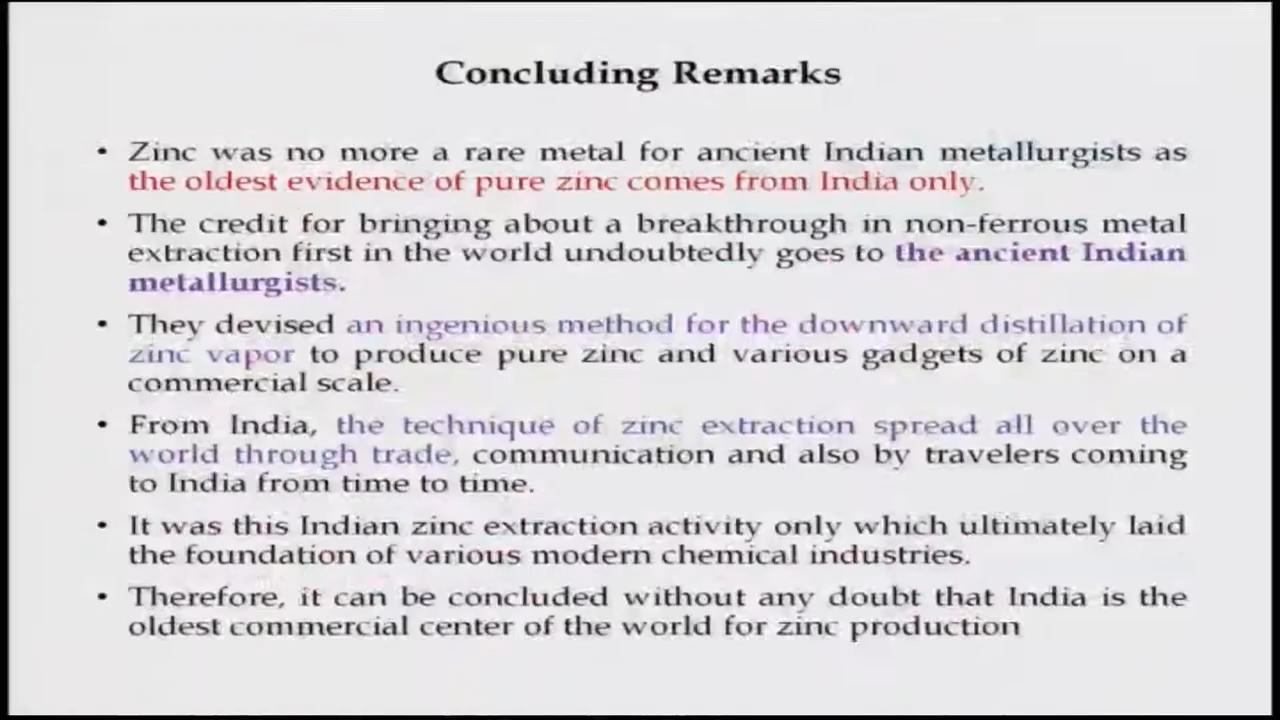 Concluding Remarks
• Zinc was no more a rare metal for ancient Indian metallurgists as
the oldest evidence of pure zinc comes from India only.
• The credit for bringing about a breakthrough in non-ferrous metal
extraction first in the world undoubtedly goes to the ancient Indian
metallurgists.
• They devised an ingenious method for the downward distillation of
zinc vapor to produce pure zinc and various gadgets of zinc on a
commercial scale.
• From India, the technique of zinc extraction spread all over the
world through trade, communication and also by travelers coming
to India from time to time.
• It was this Indian zinc extraction activity only which ultimately laid
the foundation of various modern chemical industries.
• Therefore, it can be concluded without any doubt that India is the
oldest commercial center of the world for zinc production